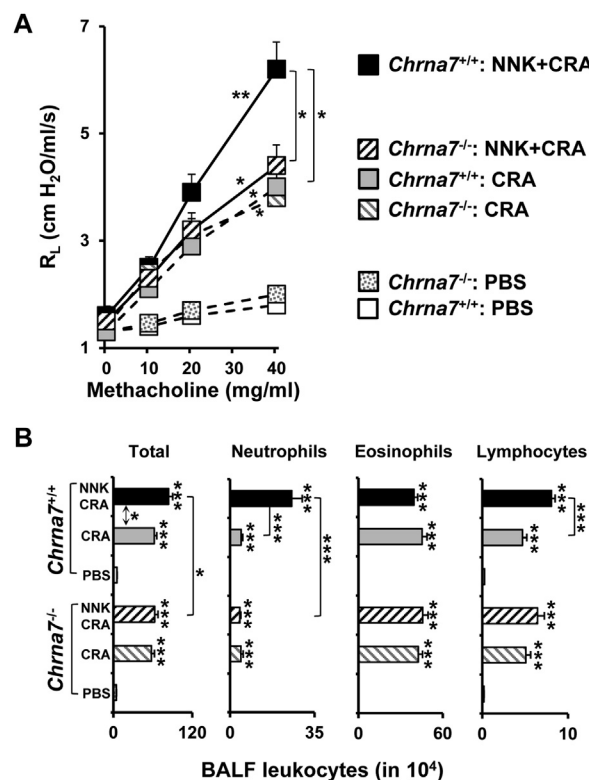 A
R_L (cm H₂O/ml/s)
7
5
3
1
0 10 20 40
Methacholine (mg/ml)
**
*
*
*
*
*
Chrna7+/+: NNK+CRA
Chrna7-/-: NNK+CRA
Chrna7+/+: CRA
Chrna7-/-: CRA
Chrna7-/-: PBS
Chrna7+/+: PBS
B
Total Neutrophils Eosinophils Lymphocytes
Chrna7+/+
NNK
CRA
*** *** *** ***
*
CRA
*** *** *** ***
*** ***
PBS
* ***
Chrna7-/-
NNK
CRA
*** *** *** ***
CRA
*** *** *** ***
PBS
0 120 0 35 0 60 0 10
BALF leukocytes (in 10⁴)